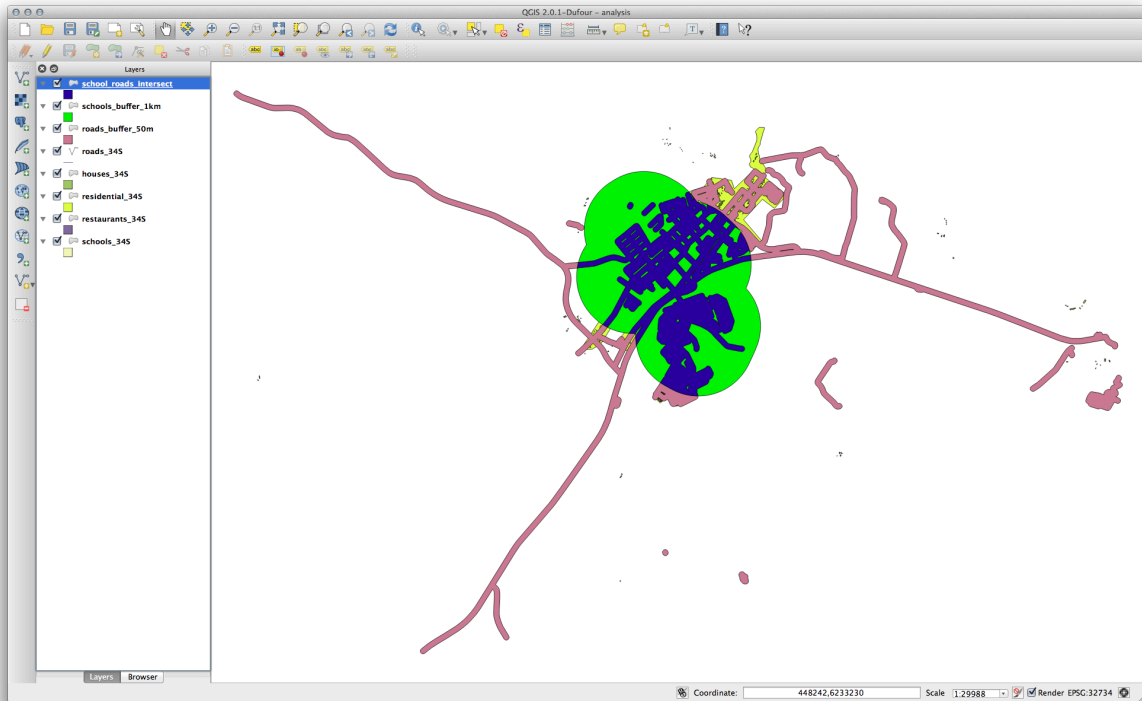 QGIS 2.0.1-Dufour - analysis
Layers
school_roads_intersect
schools_buffer_1km
roads_buffer_50m
roads_34S
houses_34S
residential_34S
restaurants_34S
schools_34S
Layers Browser
Coordinate: 448242,6233230 Scale 1:29988 Render EPSG:32734